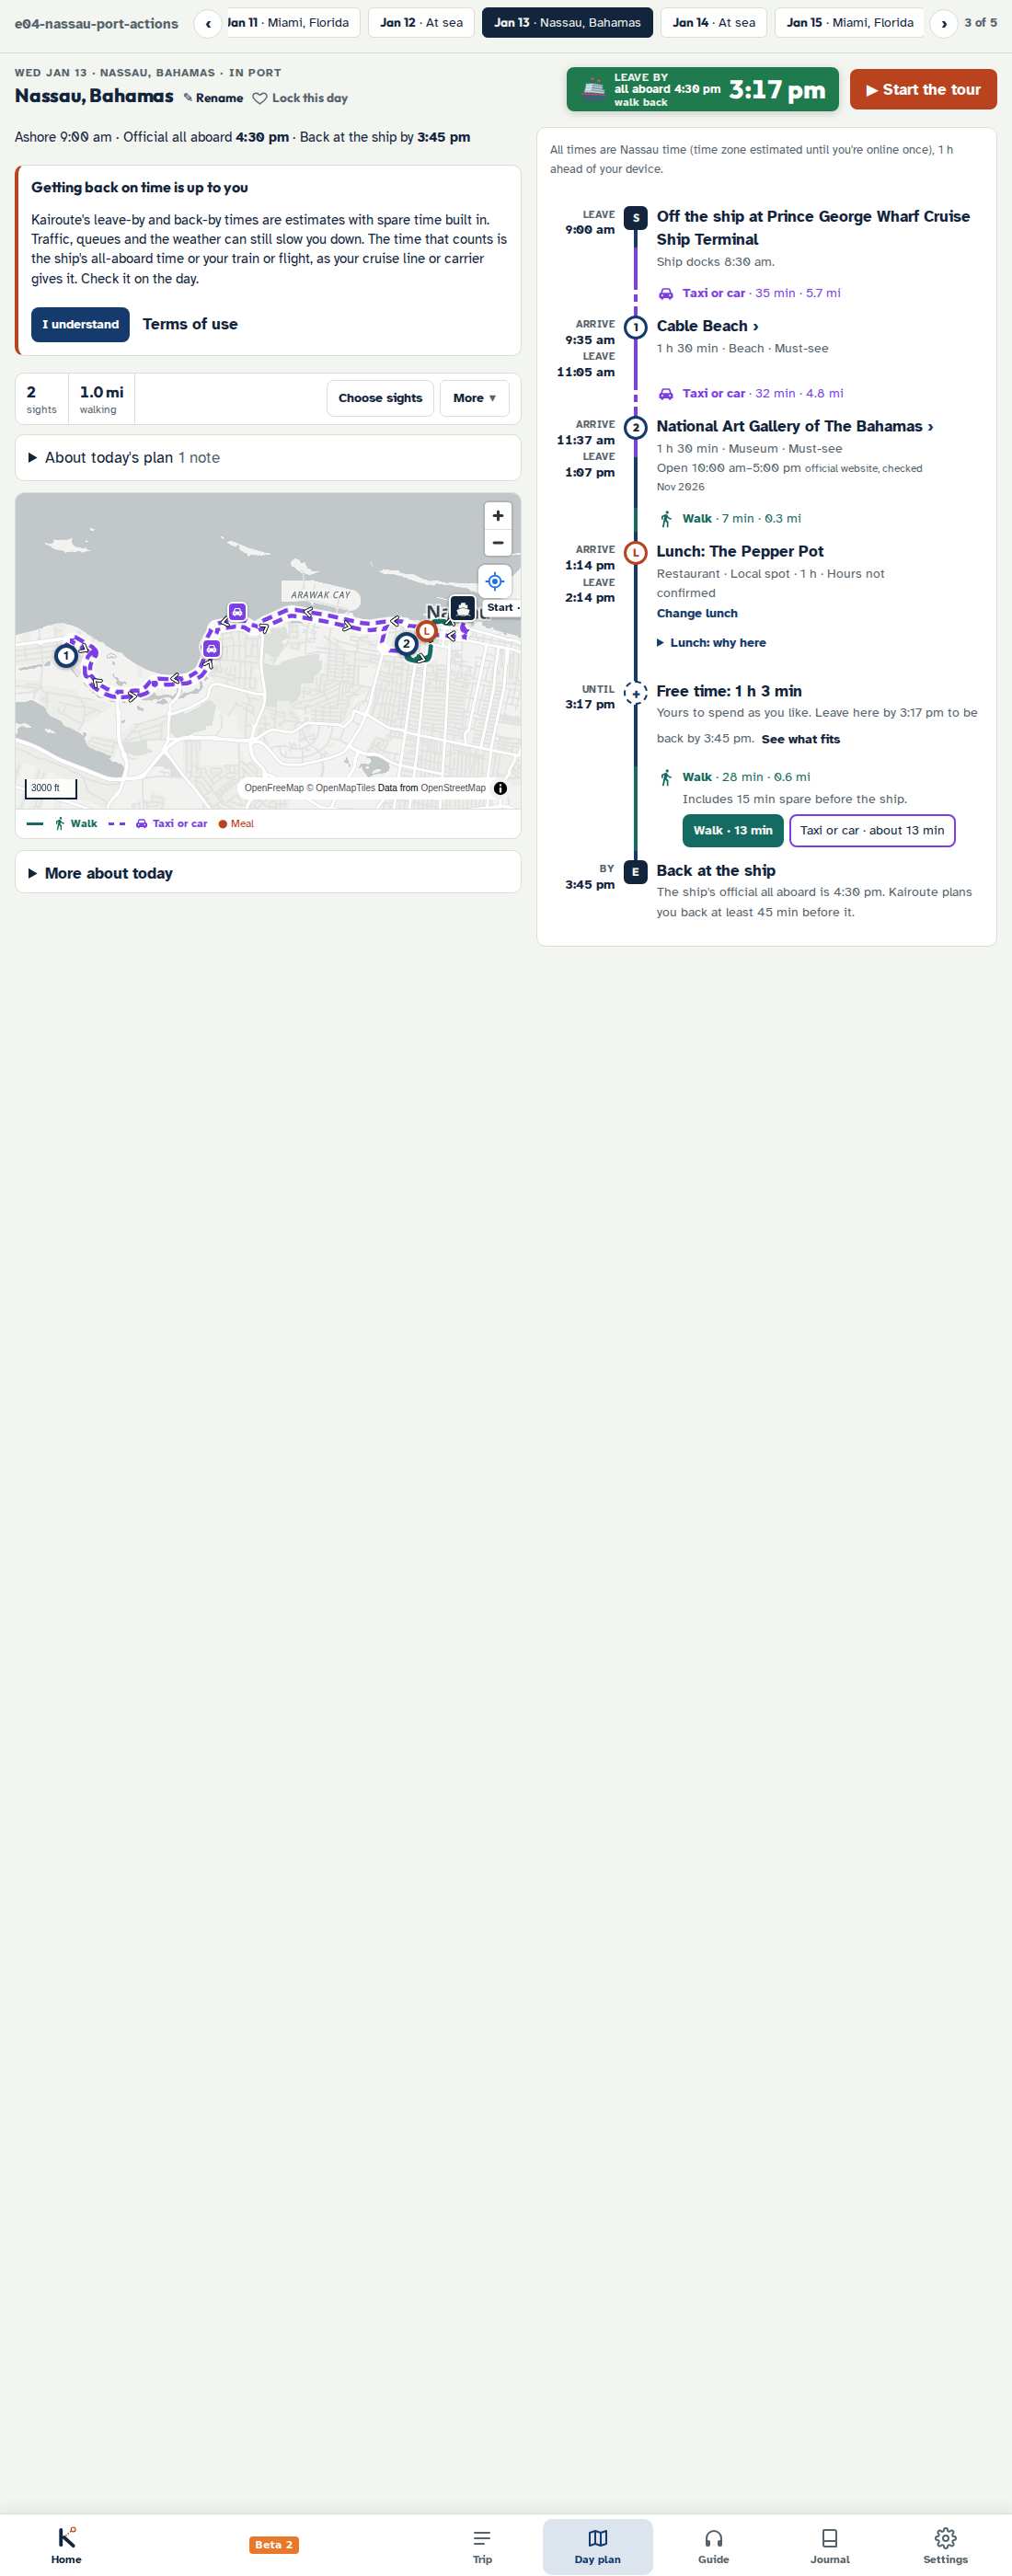 e04-nassau-port-actions
‹
Jan 11 · Miami, Florida
Jan 12 · At sea
Jan 13 · Nassau, Bahamas
Jan 14 · At sea
Jan 15 · Miami, Florida
›
3 of 5
WED JAN 13 · NASSAU, BAHAMAS · IN PORT
Nassau, Bahamas
✎ Rename
Lock this day
LEAVE BY
all aboard 4:30 pm
walk back
3:17 pm
▶ Start the tour
Ashore 9:00 am · Official all aboard 4:30 pm · Back at the ship by 3:45 pm
Getting back on time is up to you
Kairoute's leave-by and back-by times are estimates with spare time built in.
Traffic, queues and the weather can still slow you down. The time that counts is
the ship's all-aboard time or your train or flight, as your cruise line or carrier
gives it. Check it on the day.
I understand
Terms of use
2
sights
1.0 mi
walking
Choose sights
More ▼
▶ About today's plan 1 note
+
−
ARAWAK CAY
Start ·
1
2
L
3000 ft
OpenFreeMap © OpenMapTiles Data from OpenStreetMap
Walk
Taxi or car
Meal
▶ More about today
All times are Nassau time (time zone estimated until you're online once), 1 h
ahead of your device.
LEAVE
9:00 am
S
Off the ship at Prince George Wharf Cruise
Ship Terminal
Ship docks 8:30 am.
Taxi or car · 35 min · 5.7 mi
ARRIVE
9:35 am
LEAVE
11:05 am
1
Cable Beach ›
1 h 30 min · Beach · Must-see
Taxi or car · 32 min · 4.8 mi
ARRIVE
11:37 am
LEAVE
1:07 pm
2
National Art Gallery of The Bahamas ›
1 h 30 min · Museum · Must-see
Open 10:00 am–5:00 pm official website, checked
Nov 2026
Walk · 7 min · 0.3 mi
ARRIVE
1:14 pm
LEAVE
2:14 pm
L
Lunch: The Pepper Pot
Restaurant · Local spot · 1 h · Hours not
confirmed
Change lunch
▶ Lunch: why here
UNTIL
3:17 pm
+
Free time: 1 h 3 min
Yours to spend as you like. Leave here by 3:17 pm to be
back by 3:45 pm. See what fits
Walk · 28 min · 0.6 mi
Includes 15 min spare before the ship.
Walk · 13 min
Taxi or car · about 13 min
BY
3:45 pm
E
Back at the ship
The ship's official all aboard is 4:30 pm. Kairoute plans
you back at least 45 min before it.
Home
Beta 2
Trip
Day plan
Guide
Journal
Settings